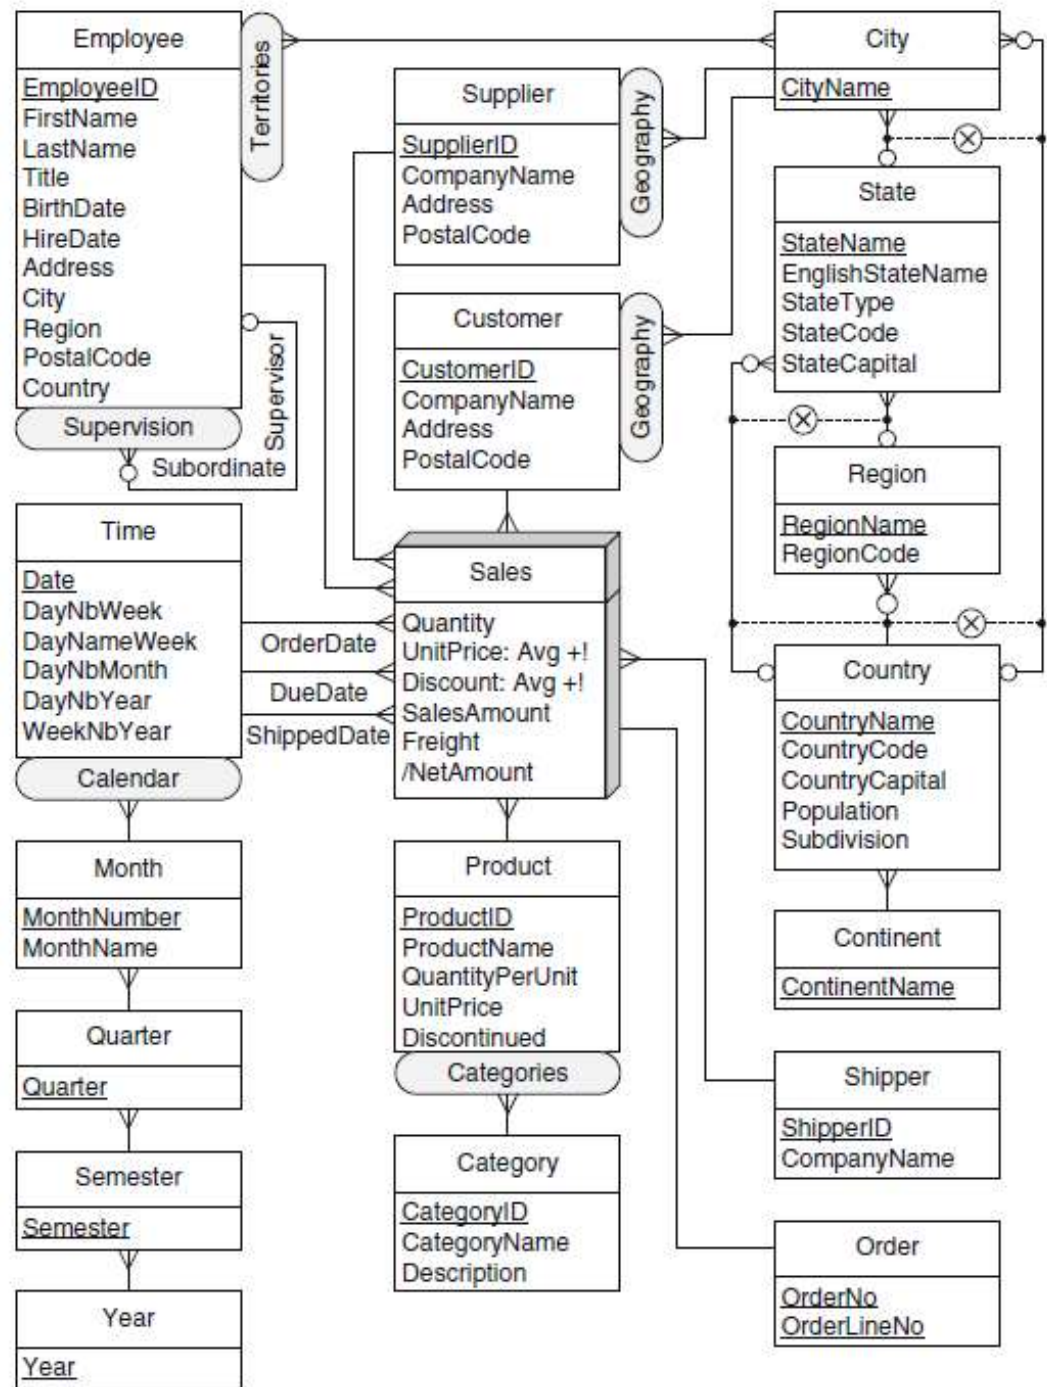 Employee
EmployeeID
FirstName
LastName
Title
BirthDate
HireDate
Address
City
Region
PostalCode
Country
Supervision
Territories
Supervisor
Subordinate
Time
Date
DayNbWeek
DayNameWeek
DayNbMonth
DayNbYear
WeekNbYear
Calendar
OrderDate
DueDate
ShippedDate
Month
MonthNumber
MonthName
Quarter
Quarter
Semester
Semester
Year
Year
Supplier
SupplierID
CompanyName
Address
PostalCode
Geography
Customer
CustomerID
CompanyName
Address
PostalCode
Geography
Sales
Quantity
UnitPrice: Avg +!
Discount: Avg +!
SalesAmount
Freight
/NetAmount
Product
ProductID
ProductName
QuantityPerUnit
UnitPrice
Discontinued
Categories
Category
CategoryID
CategoryName
Description
City
CityName
State
StateName
EnglishStateName
StateType
StateCode
StateCapital
Region
RegionName
RegionCode
Country
CountryName
CountryCode
CountryCapital
Population
Subdivision
Continent
ContinentName
Shipper
ShipperID
CompanyName
Order
OrderNo
OrderLineNo